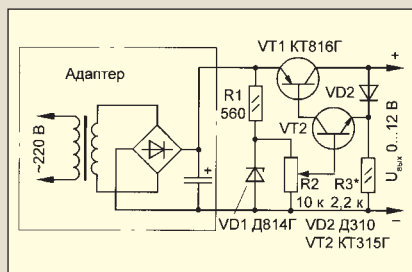 Адаптер
~220 В
+
R1
560
VT1 КТ816Г
+
VD2
VT2
R2
10 к
R3*
2,2 к
Uвых 0...12 В
–
VD1 Д814Г
VD2 Д310
VT2 КТ315Г